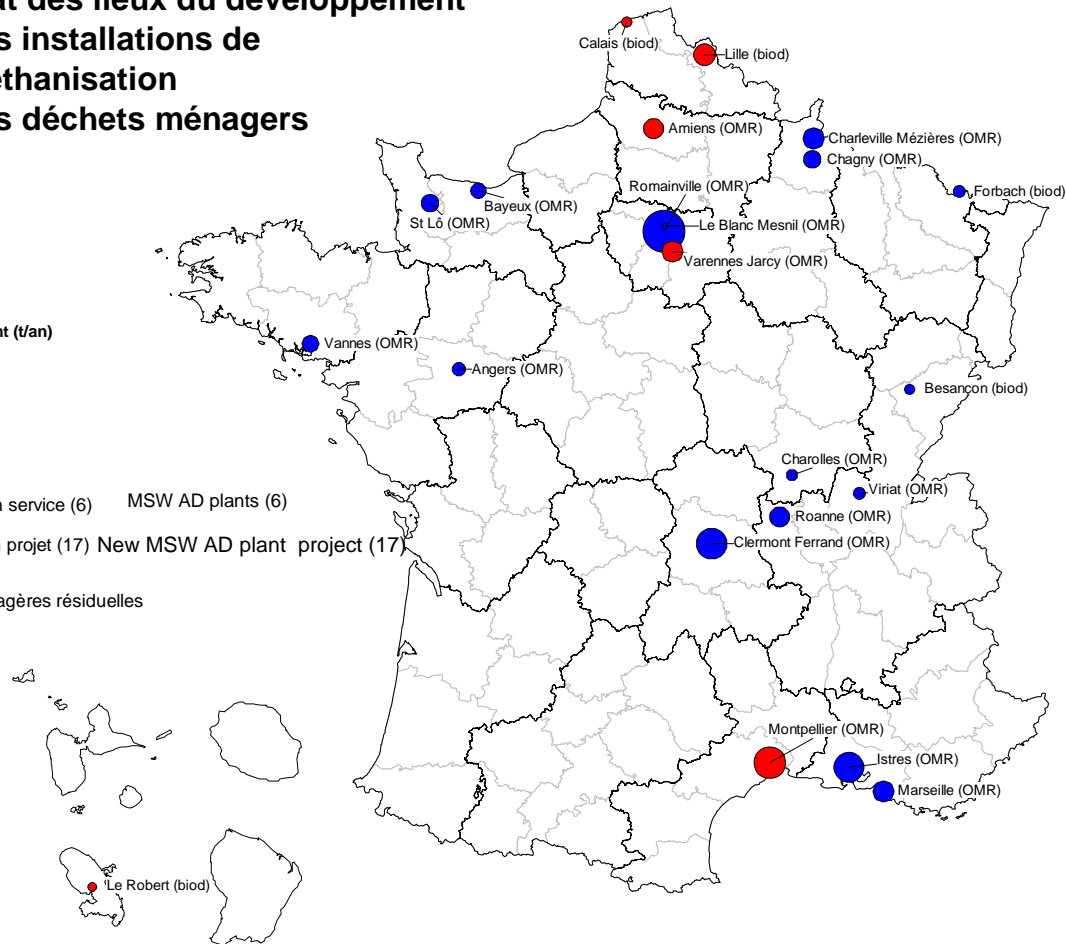 at des lieux du développement
s installations de
éthanisation
s déchets ménagers
Calais (biod)
Lille (biod)
Amiens (OMR)
Charleville Mézières (OMR)
Chagny (OMR)
Romainville (OMR)
Forbach (biod)
Bayeux (OMR)
St Lô (OMR)
Le Blanc Mesnil (OMR)
Varennes Jarcy (OMR)
nt (t/an)
Vannes (OMR)
Angers (OMR)
Besançon (biod)
Charolles (OMR)
Viriat (OMR)
n service (6) MSW AD plants (6)
Roanne (OMR)
n projet (17) New MSW AD plant project (17)
Clermont Ferrand (OMR)
agères résiduelles
Montpellier (OMR)
Istres (OMR)
Marseille (OMR)
Le Robert (biod)